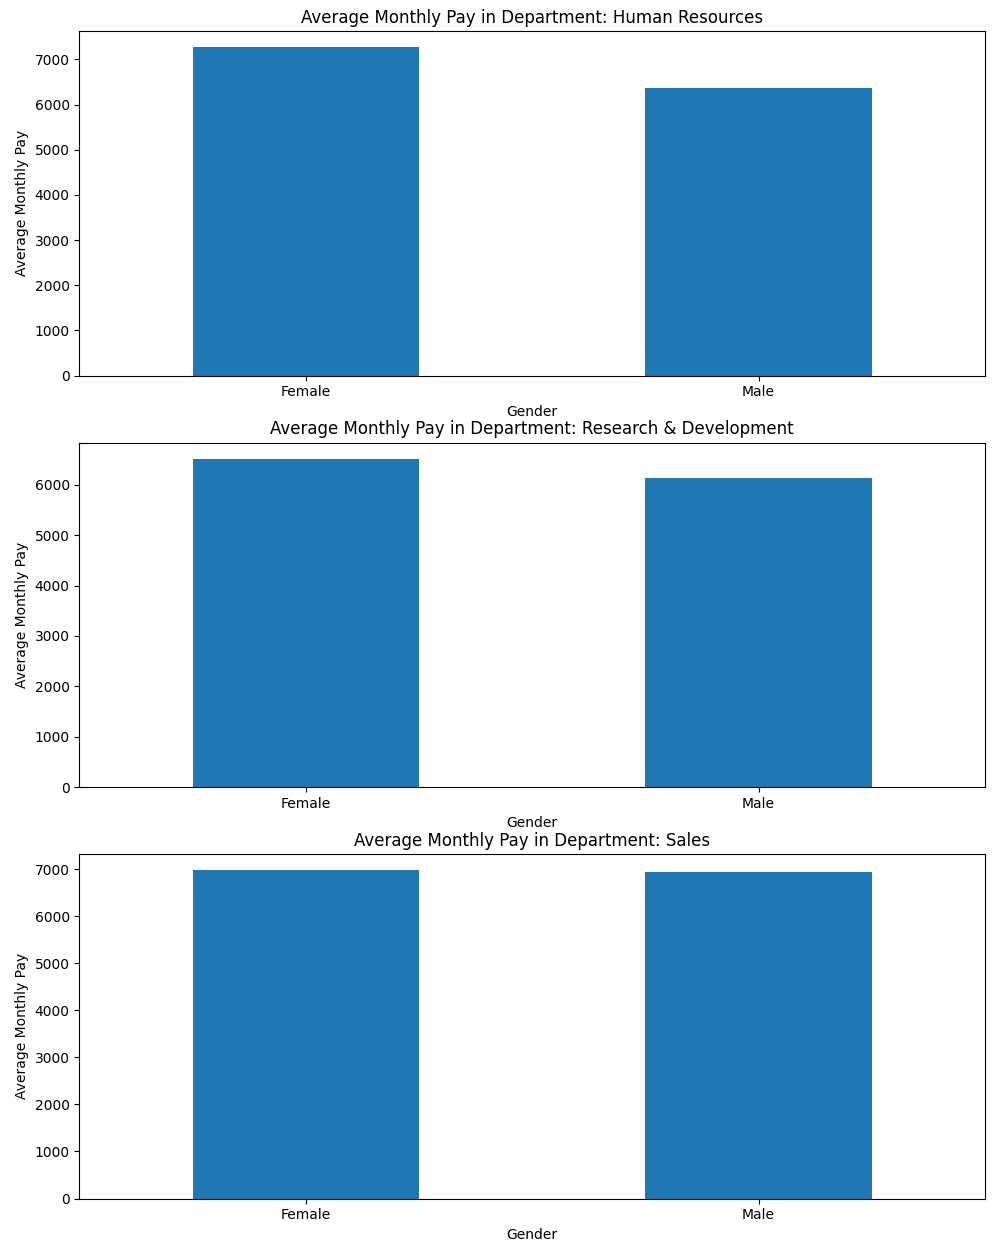 Average Monthly Pay in Department: Human Resources
Average Monthly Pay
7000
6000
5000
4000
3000
2000
1000
0
Female
Male
Gender
Average Monthly Pay in Department: Research & Development
Average Monthly Pay
6000
5000
4000
3000
2000
1000
0
Female
Male
Gender
Average Monthly Pay in Department: Sales
Average Monthly Pay
7000
6000
5000
4000
3000
2000
1000
0
Female
Male
Gender